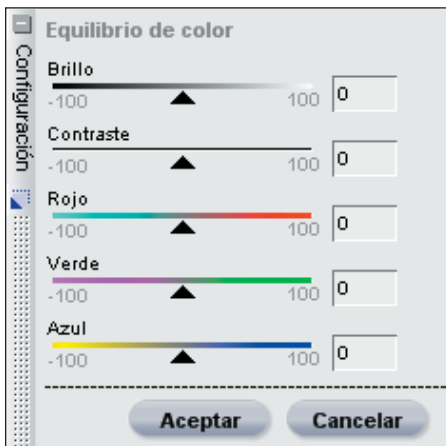 Configuración
Equilibrio de color
Brillo
-100 100 0
Contraste
-100 100 0
Rojo
-100 100 0
Verde
-100 100 0
Azul
-100 100 0
Aceptar Cancelar